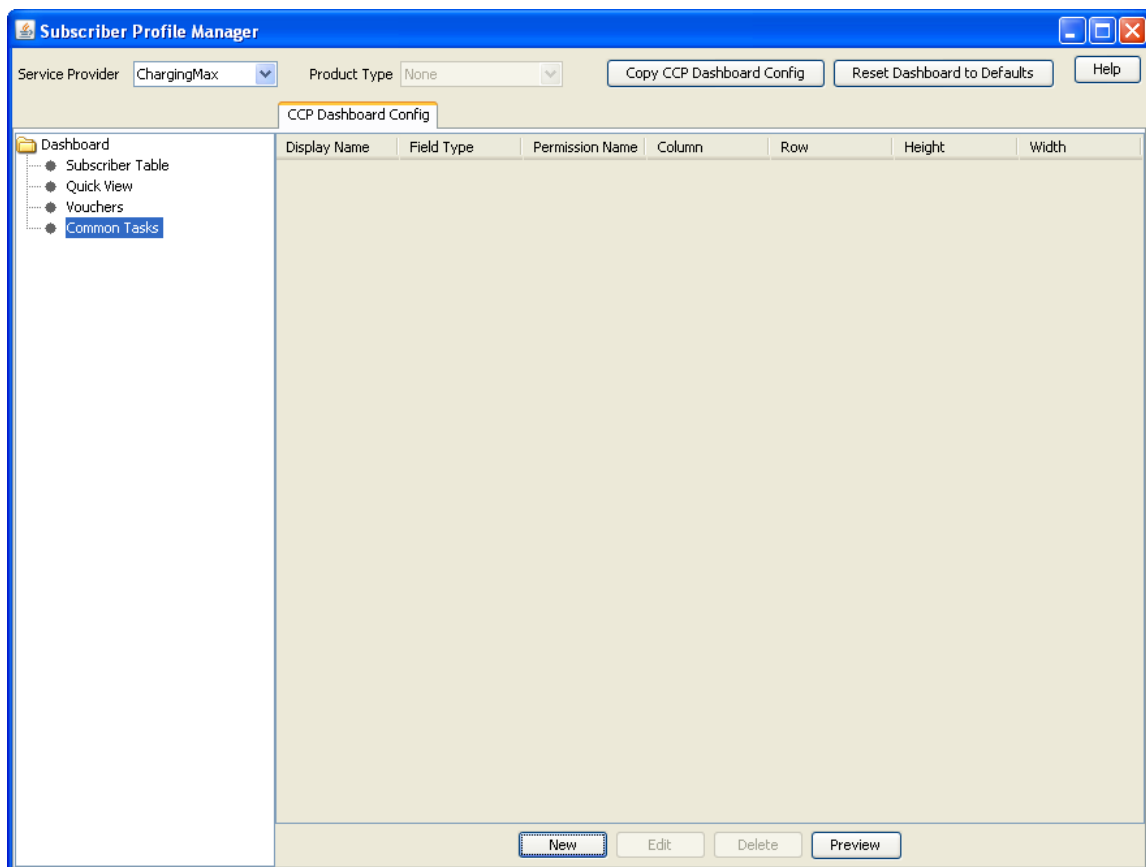 Subscriber Profile Manager
Service Provider ChargingMax Product Type None Copy CCP Dashboard Config Reset Dashboard to Defaults Help
CCP Dashboard Config
Dashboard
Subscriber Table
Quick View
Vouchers
Common Tasks
Display Name Field Type Permission Name Column Row Height Width
New Edit Delete Preview